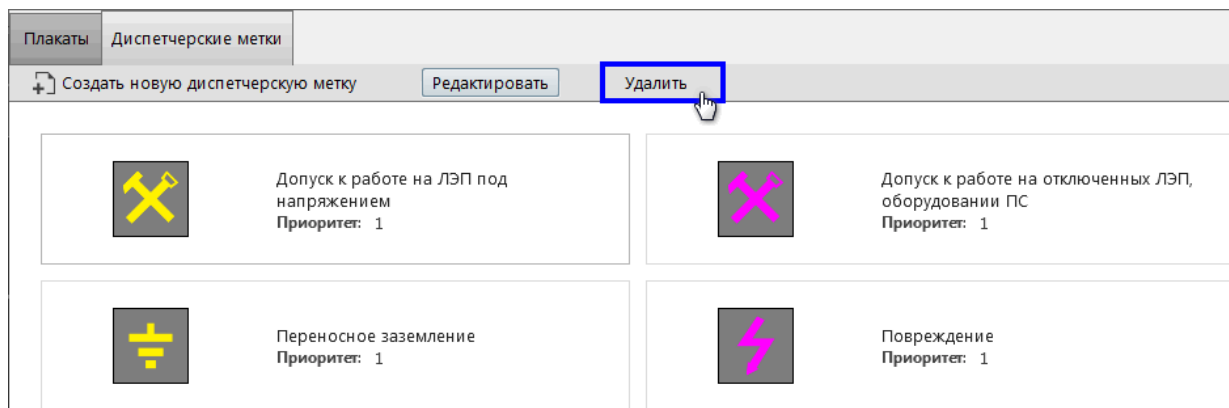 Плакаты Диспетчерские метки
Создать новую диспетчерскую метку Редактировать Удалить
Допуск к работе на ЛЭП под
напряжением
Приоритет: 1
Допуск к работе на отключенных ЛЭП,
оборудовании ПС
Приоритет: 1
Переносное заземление
Приоритет: 1
Повреждение
Приоритет: 1